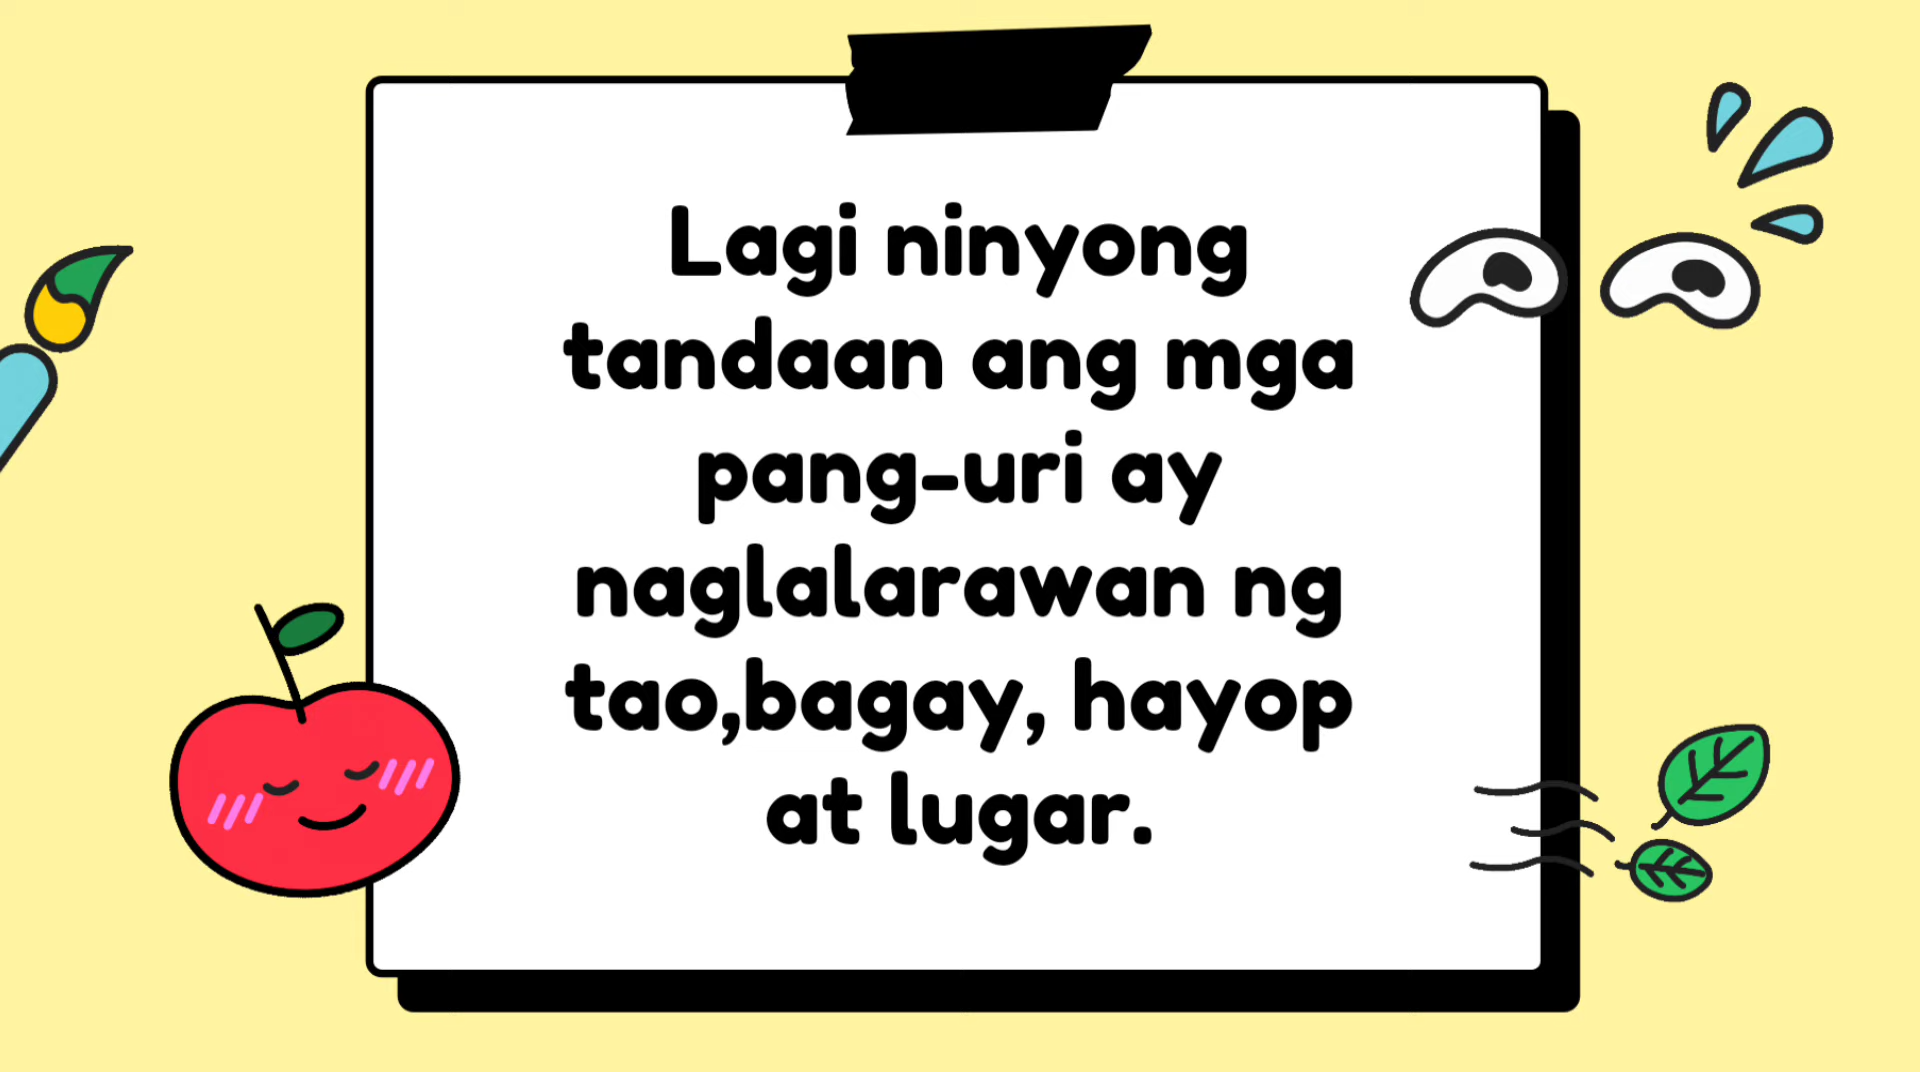 Lagi ninyong
tandaan ang mga
pang-uri ay
naglalarawan ng
tao,bagay, hayop
at lugar.